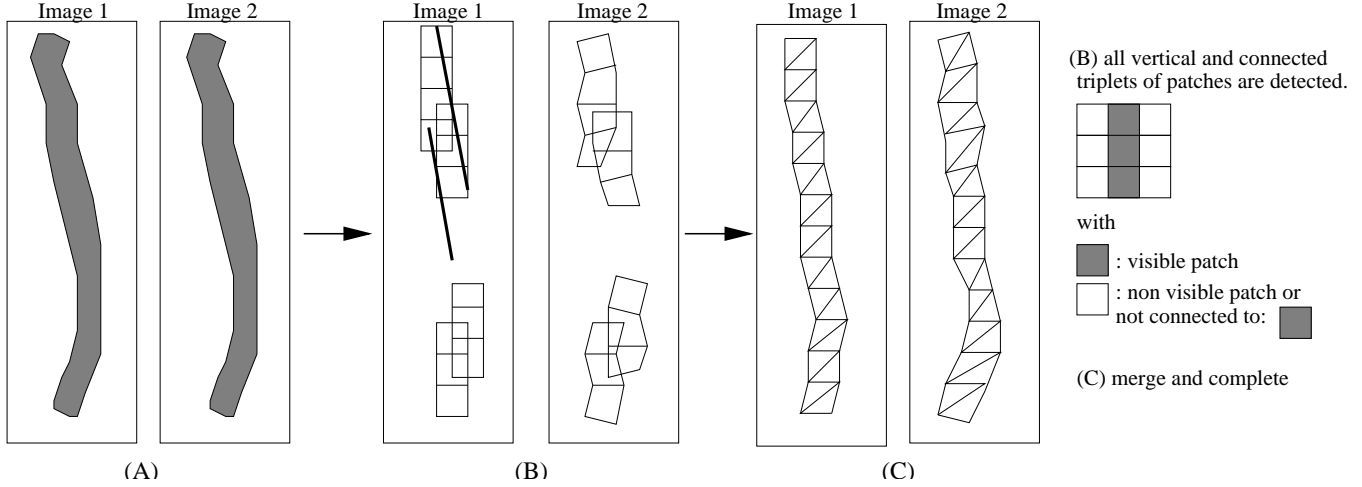 Image 1
Image 2
Image 1
Image 2
Image 1
Image 2
(B) all vertical and connected
triplets of patches are detected.
with
: visible patch
: non visible patch or
not connected to:
(C) merge and complete
(A)
(B)
(C)